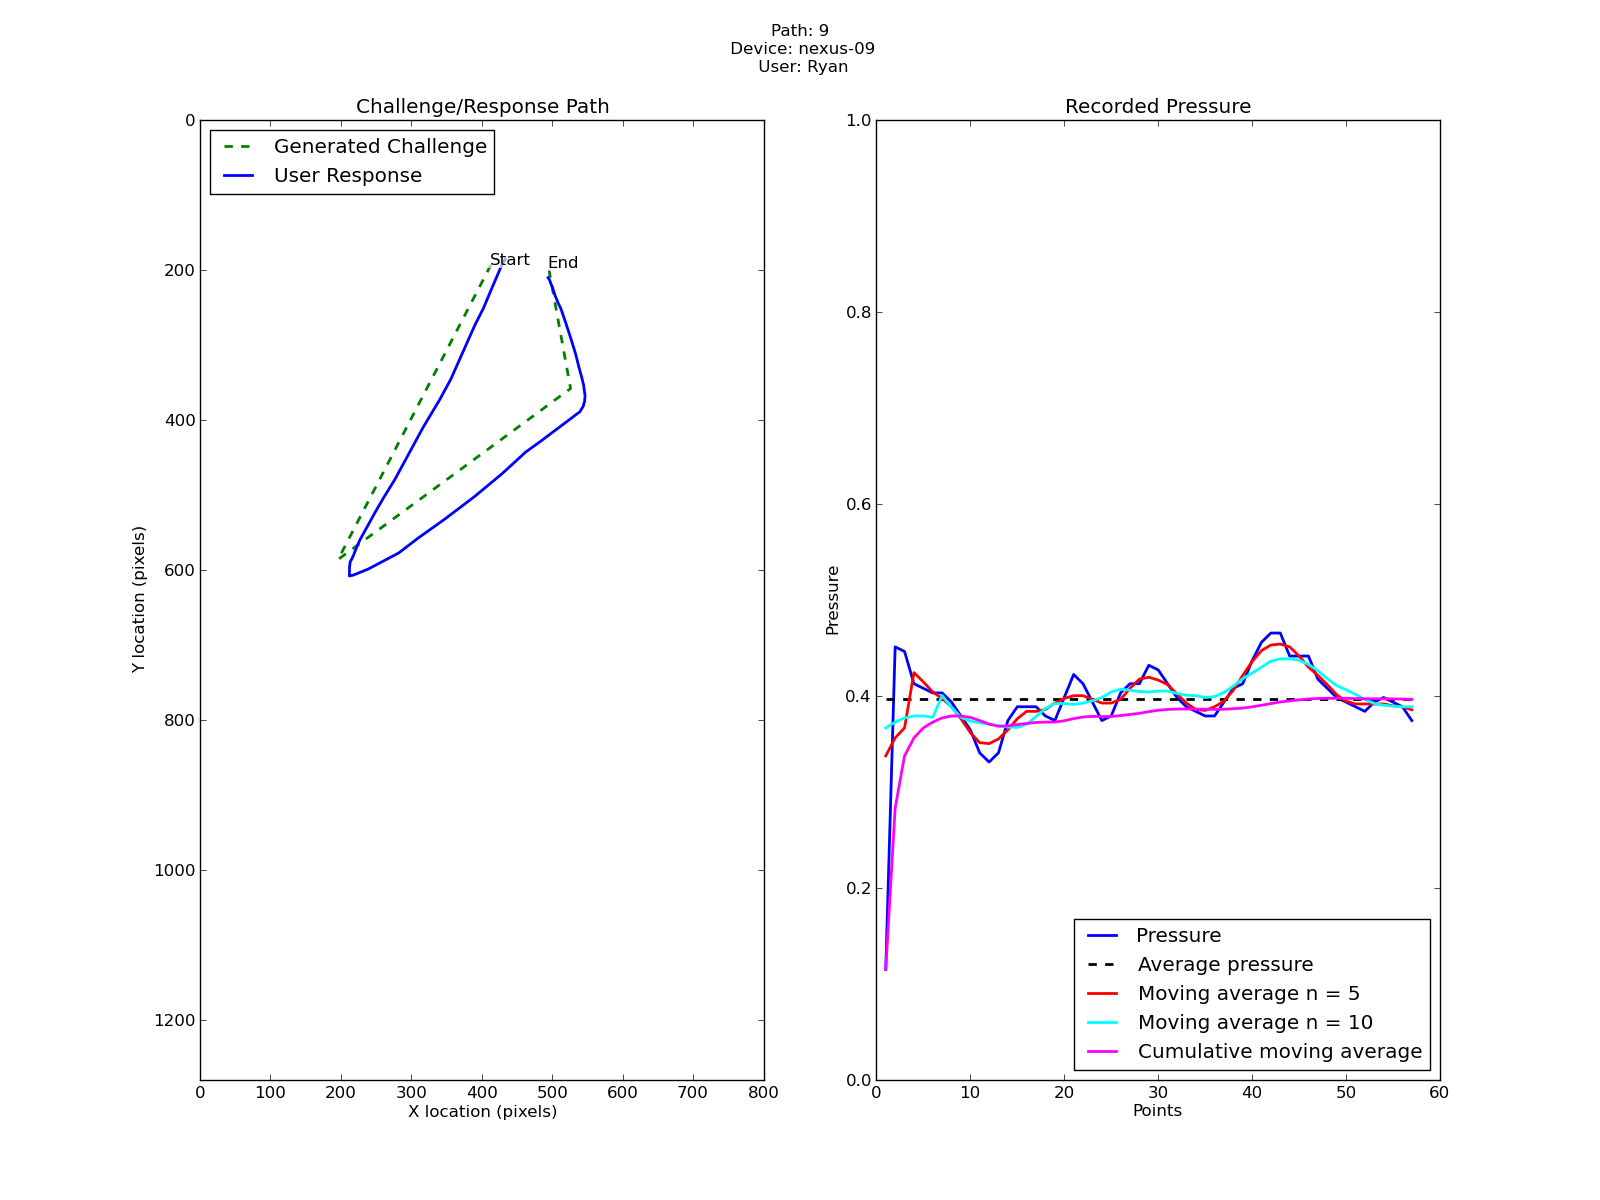 Path: 9
Device: nexus-09
User: Ryan
Challenge/Response Path
Generated Challenge
User Response
Start
End
0
200
400
600
800
1000
1200
Y location (pixels)
0 100 200 300 400 500 600 700 800
X location (pixels)
Recorded Pressure
1.0
0.8
0.6
0.4
0.2
0.0
Pressure
Pressure
Average pressure
Moving average n = 5
Moving average n = 10
Cumulative moving average
0 10 20 30 40 50 60
Points